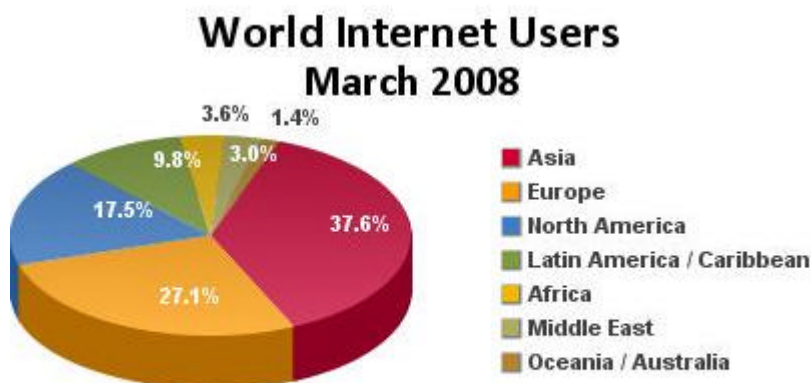 World Internet Users
March 2008
3.6%
1.4%
9.8%
3.0%
17.5%
37.6%
27.1%
Asia
Europe
North America
Latin America / Caribbean
Africa
Middle East
Oceania / Australia